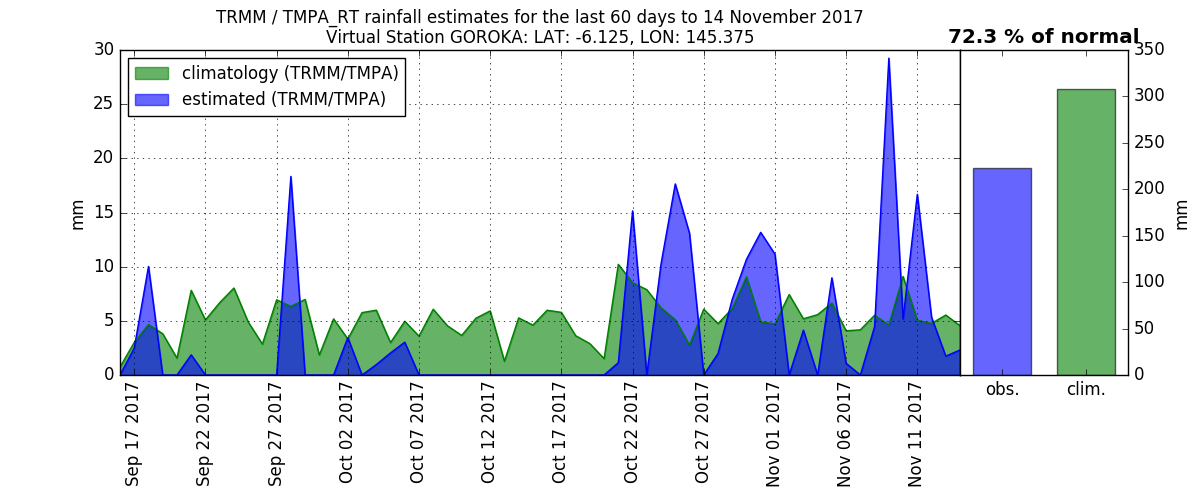 TRMM / TMPA_RT rainfall estimates for the last 60 days to 14 November 2017
Virtual Station GOROKA: LAT: -6.125, LON: 145.375
72.3 % of normal
climatology (TRMM/TMPA)
estimated (TRMM/TMPA)
mm
30
25
20
15
10
5
0
Sep 17 2017
Sep 22 2017
Sep 27 2017
Oct 02 2017
Oct 07 2017
Oct 12 2017
Oct 17 2017
Oct 22 2017
Oct 27 2017
Nov 01 2017
Nov 06 2017
Nov 11 2017
obs.
clim.
350
300
250
200
150
100
50
0
mm